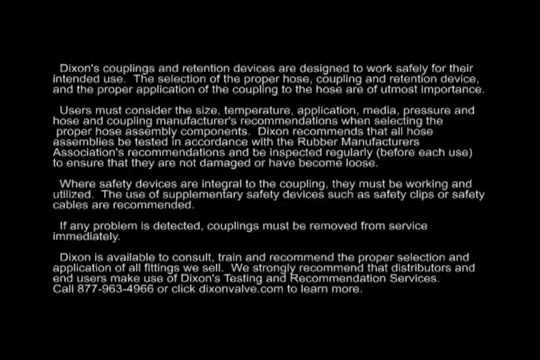 Dixon's couplings and retention devices are designed to work safely for their
intended use. The selection of the proper hose, coupling and retention device,
and the proper application of the coupling to the hose are of utmost importance.
Users must consider the size, temperature, application, media, pressure and
hose and coupling manufacturer's recommendations when selecting the
proper hose assembly components. Dixon recommends that all hose
assemblies be tested in accordance with the Rubber Manufacturers
Association's recommendations and be inspected regularly (before each use)
to ensure that they are not damaged or have become loose.
Where safety devices are integral to the coupling, they must be working and
utilized. The use of supplementary safety devices such as safety clips or safety
cables are recommended.
If any problem is detected, couplings must be removed from service
immediately.
Dixon is available to consult, train and recommend the proper selection and
application of all fittings we sell. We strongly recommend that distributors and
end users make use of Dixon's Testing and Recommendation Services.
Call 877-963-4966 or click dixonvalve.com to learn more.